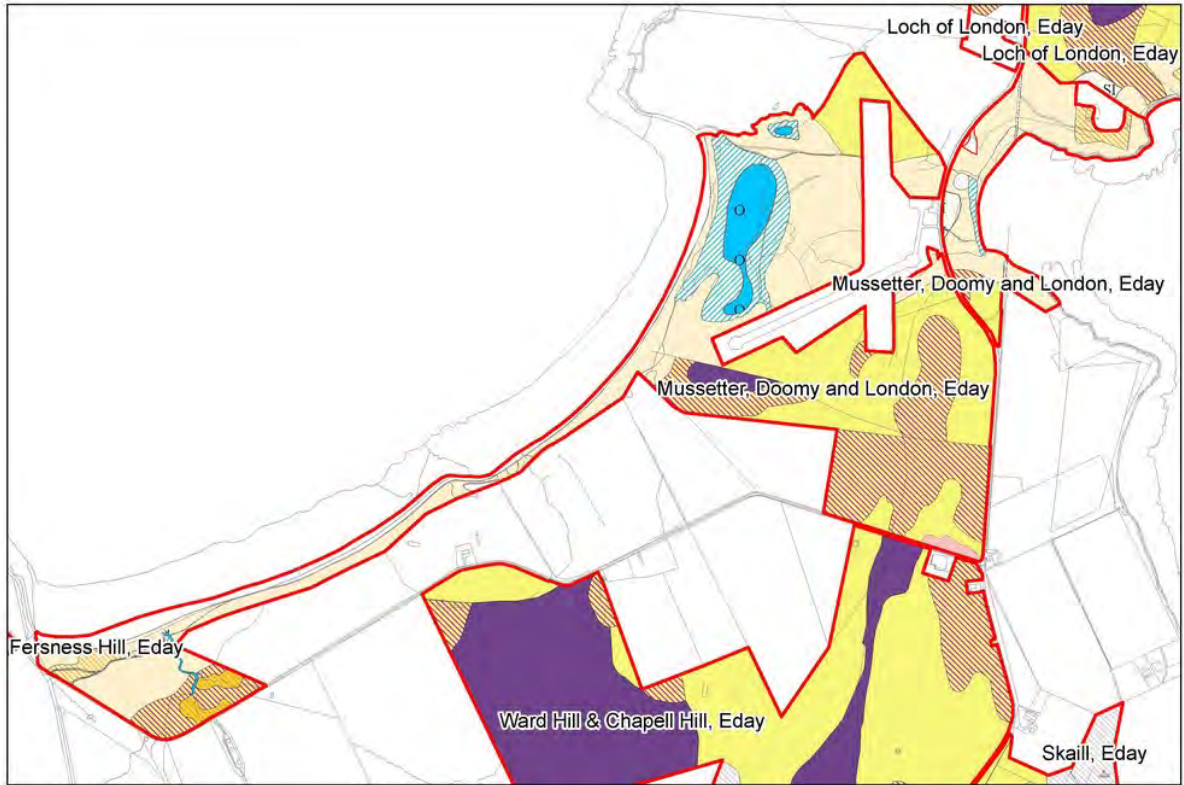 Loch of London, Eday
Loch of London, Eday
SI
O
Mussetter, Doomy and London, Eday
O
O
Mussetter, Doomy and London, Eday
Fersness Hill, Eday
Ward Hill & Chapell Hill, Eday
Skaill, Eday